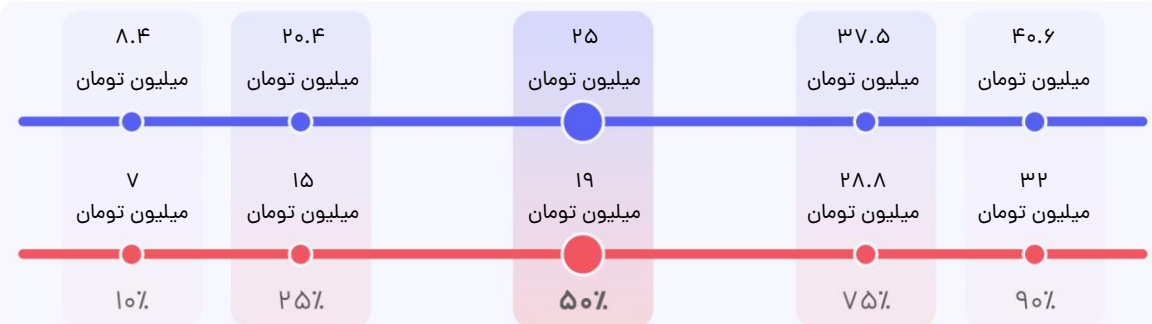 ۸.۴ ۲۰.۴ ۲۵ ۳۷.۵ ۴۰.۶
میلیون تومان میلیون تومان میلیون تومان میلیون تومان میلیون تومان
۷ ۱۵ ۱۹ ۲۸.۸ ۳۲
میلیون تومان میلیون تومان میلیون تومان میلیون تومان میلیون تومان
۱۰٪ ۲۵٪ ۵۰٪ ۷۵٪ ۹۰٪